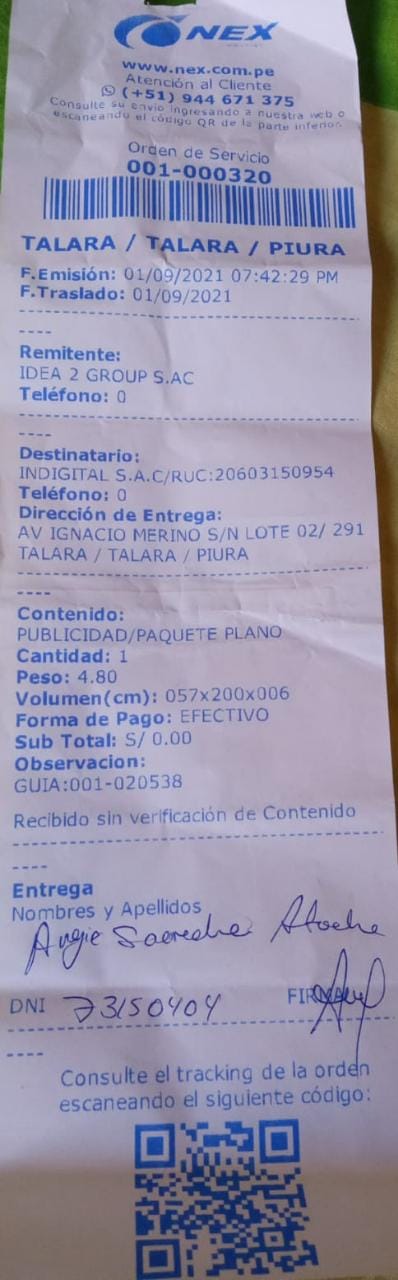 NEX
www.nex.com.pe
Atención al Cliente
(+51) 944 671 375
Consulte su envío ingresando a nuestra web o
escaneando el código QR de la parte inferior.
Orden de Servicio
001-000320
TALARA / TALARA / PIURA
F.Emisión: 01/09/2021 07:42:29 PM
F.Traslado: 01/09/2021
----
Remitente:
IDEA 2 GROUP S.AC
Teléfono: 0
----
Destinatario:
INDIGITAL S.A.C/RUC:20603150954
Teléfono: 0
Dirección de Entrega:
AV IGNACIO MERINO S/N LOTE 02/ 291
TALARA / TALARA / PIURA
----
Contenido:
PUBLICIDAD/PAQUETE PLANO
Cantidad: 1
Peso: 4.80
Volumen(cm): 057x200x006
Forma de Pago: EFECTIVO
Sub Total: S/ 0.00
Observacion:
GUIA:001-020538
Recibido sin verificación de Contenido
----
Entrega
Nombres y Apellidos
Angie
DNI 73150404 FIRMA
----
Consulte el tracking de la orden
escaneando el siguiente código: